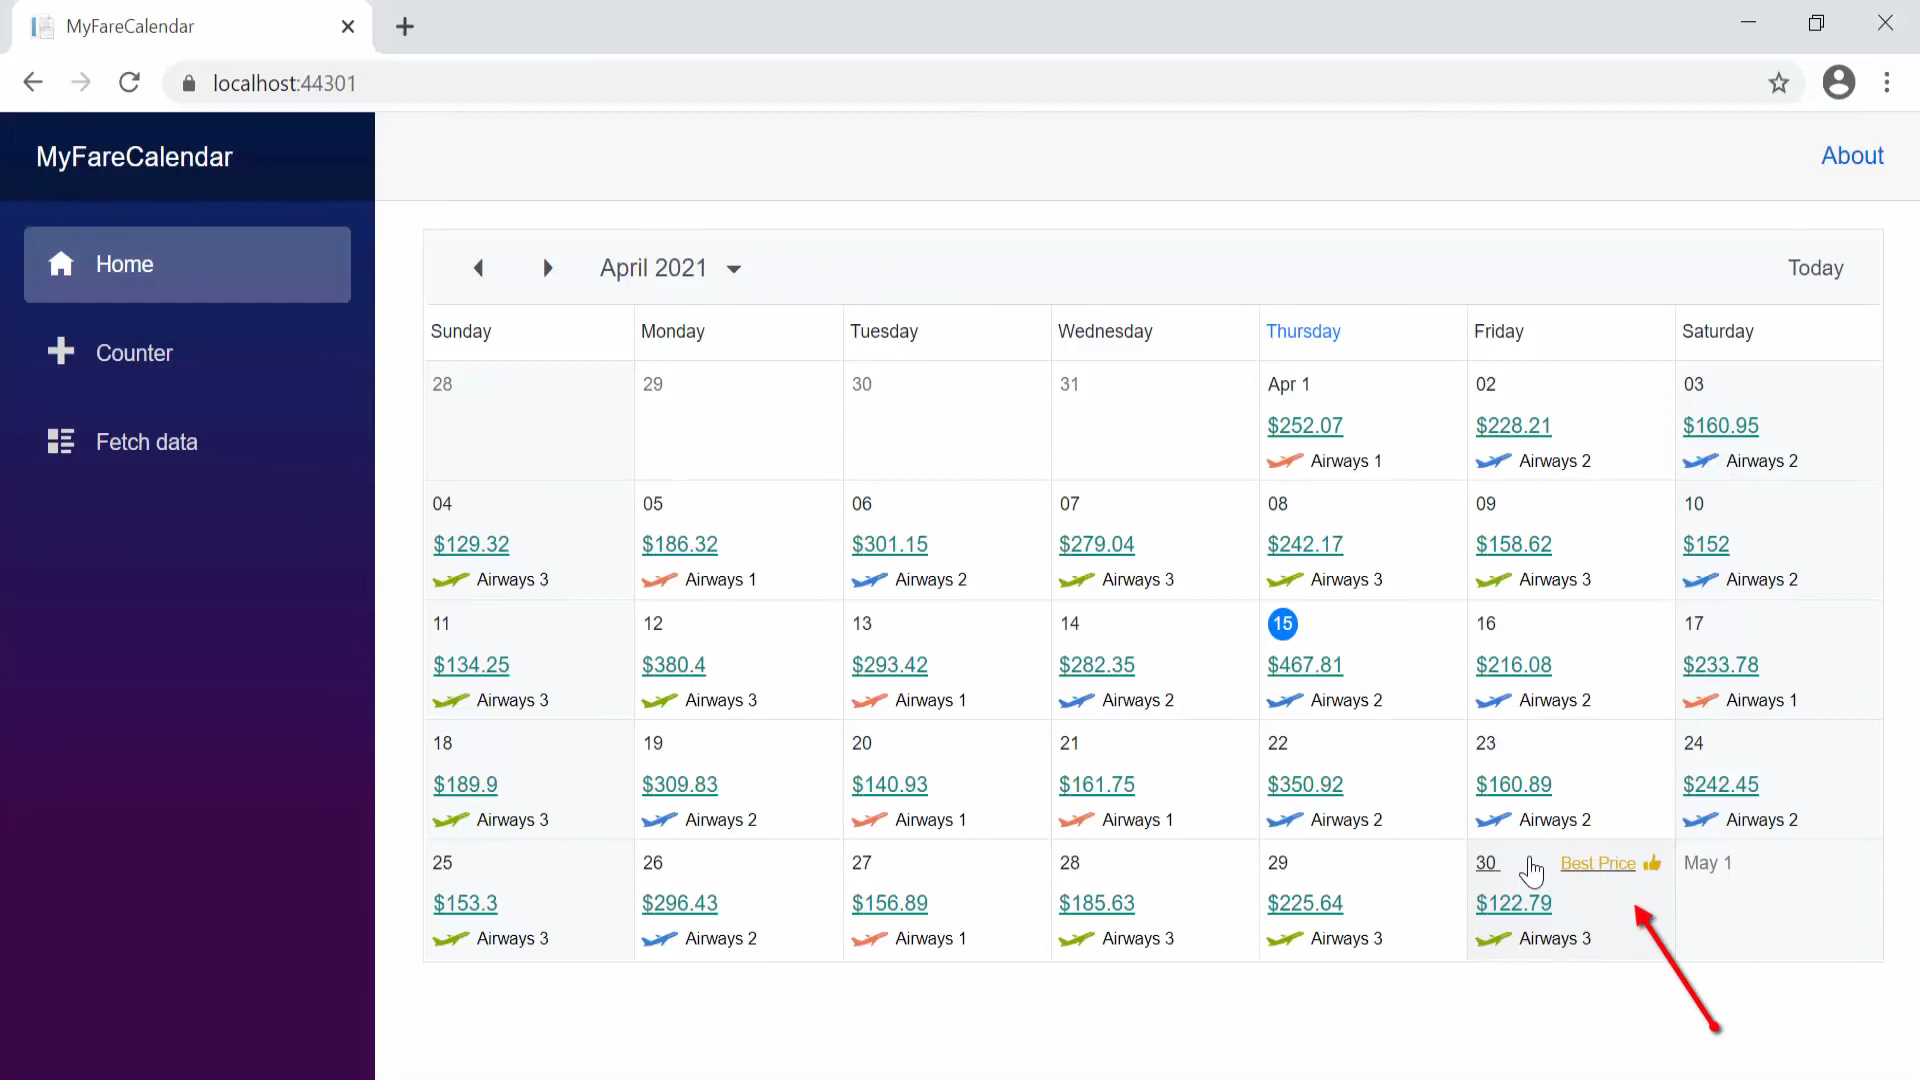 MyFareCalendar
localhost:44301
MyFareCalendar
About
Home
Counter
Fetch data
April 2021
Today
Sunday Monday Tuesday Wednesday Thursday Friday Saturday
28 29 30 31 Apr 1 02 03
$252.07 $228.21 $160.95
Airways 1 Airways 2 Airways 2
04 05 06 07 08 09 10
$129.32 $186.32 $301.15 $279.04 $242.17 $158.62 $152
Airways 3 Airways 1 Airways 2 Airways 3 Airways 3 Airways 3 Airways 2
11 12 13 14 15 16 17
$134.25 $380.4 $293.42 $282.35 $467.81 $216.08 $233.78
Airways 3 Airways 3 Airways 1 Airways 2 Airways 2 Airways 2 Airways 1
18 19 20 21 22 23 24
$189.9 $309.83 $140.93 $161.75 $350.92 $160.89 $242.45
Airways 3 Airways 2 Airways 1 Airways 1 Airways 2 Airways 2 Airways 2
25 26 27 28 29 30 Best Price May 1
$153.3 $296.43 $156.89 $185.63 $225.64 $122.79
Airways 3 Airways 2 Airways 1 Airways 3 Airways 3 Airways 3